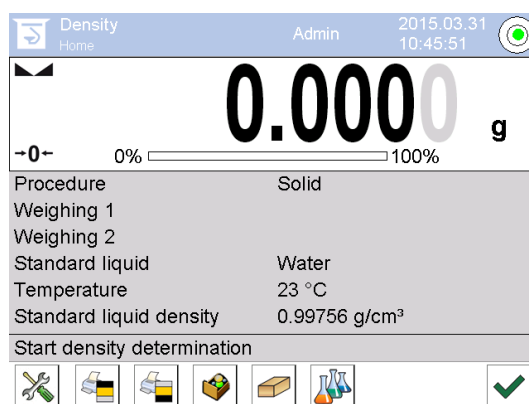 Density
Home
Admin
2015.03.31
10:45:51
0.0000 g
→0←
0% 100%
Procedure Solid
Weighing 1
Weighing 2
Standard liquid Water
Temperature 23 °C
Standard liquid density 0.99756 g/cm³
Start density determination